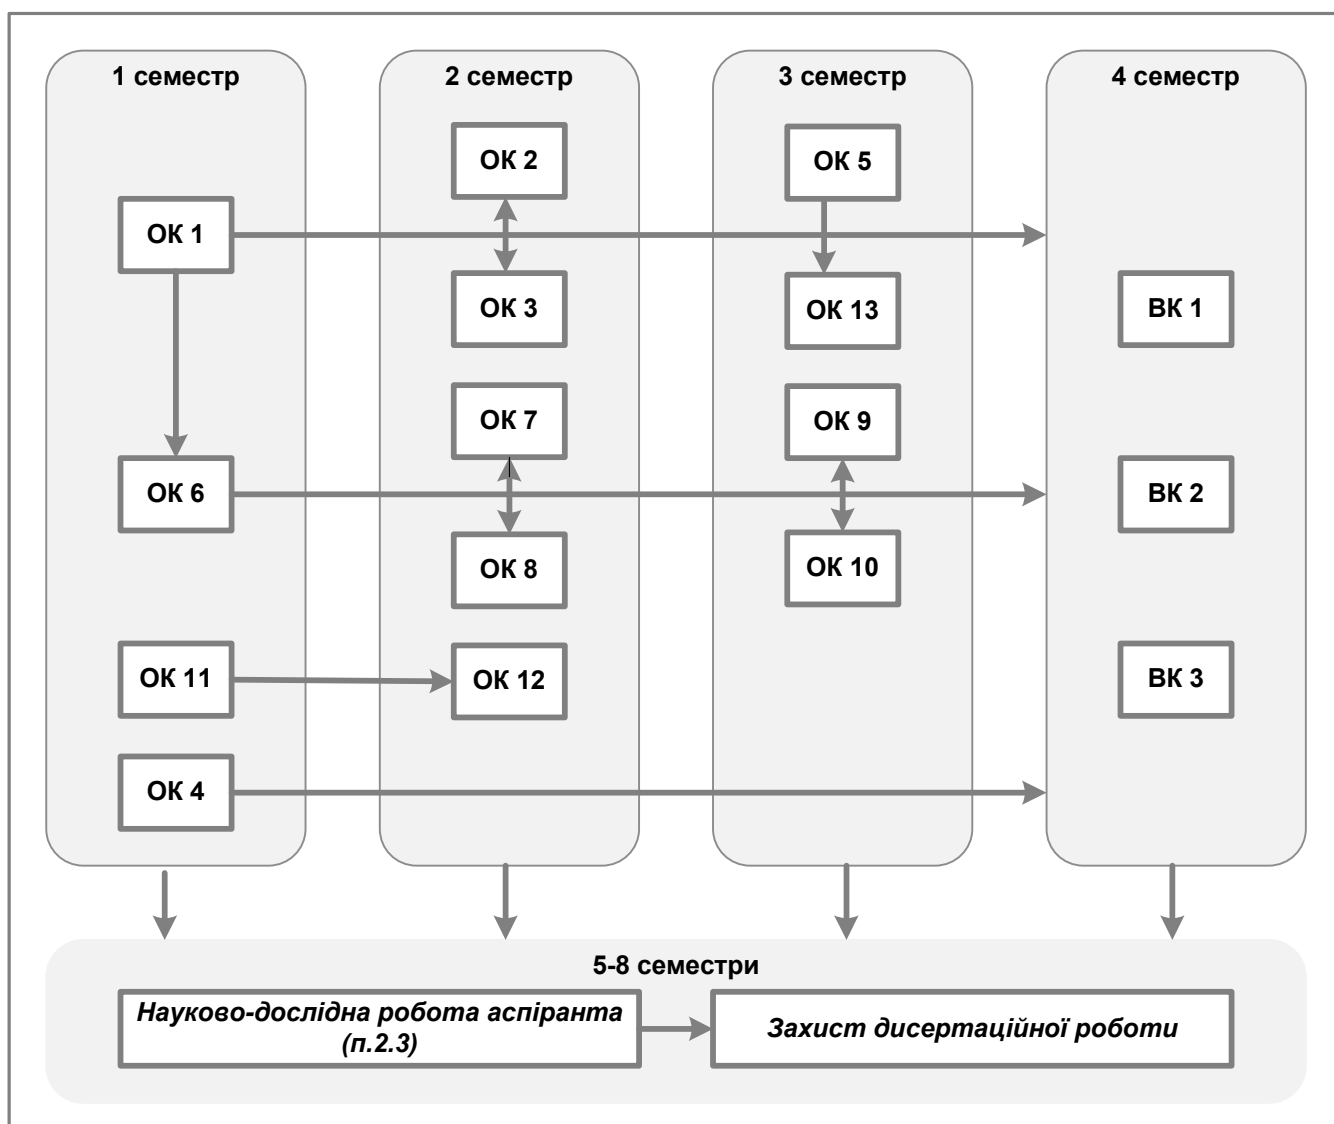 1 семестр
2 семестр
3 семестр
4 семестр
ОК 1
ОК 6
ОК 11
ОК 4
ОК 2
ОК 3
ОК 7
ОК 8
ОК 12
ОК 5
ОК 13
ОК 9
ОК 10
ВК 1
ВК 2
ВК 3
5-8 семестри
Науково-дослідна робота аспіранта
(п.2.3)
Захист дисертаційної роботи